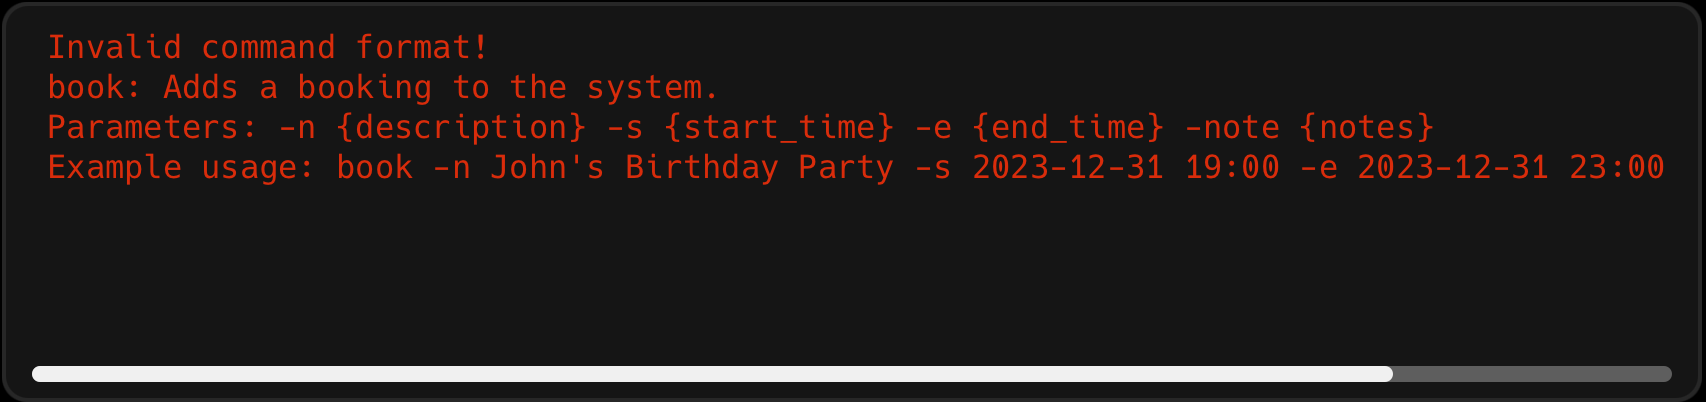 Invalid command format!
book: Adds a booking to the system.
Parameters: -n {description} -s {start_time} -e {end_time} -note {notes}
Example usage: book -n John's Birthday Party -s 2023-12-31 19:00 -e 2023-12-31 23:00